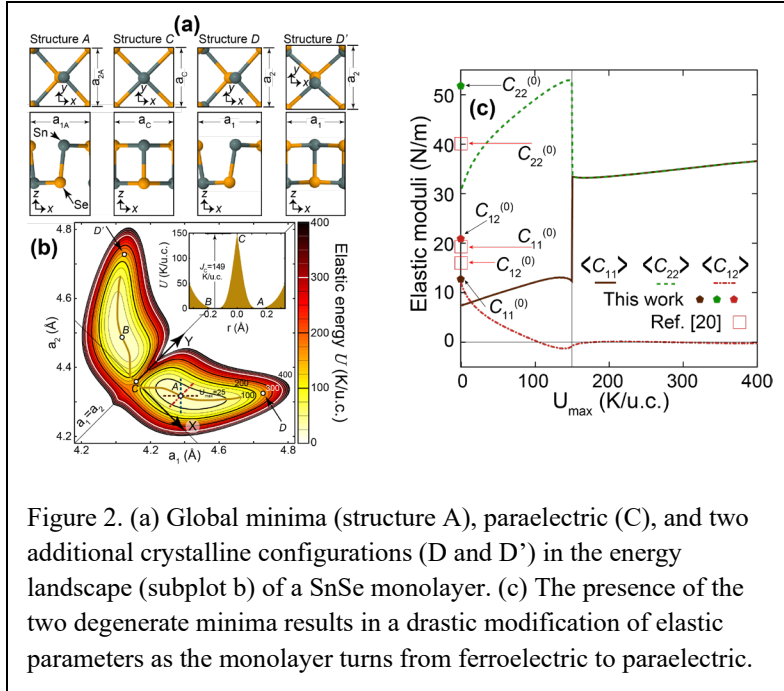 (a)
Structure A Structure C Structure D Structure D'
a2A aC a2 a2
y x y x y x y x
a1A aC a1 a1
Sn
Se
z x z x z x z x
(b)
D'
B
C
A
D
X
Y
a1=a2
Umax=25
100
200
300
400
4.8
4.6
4.4
4.2
a2 (Å)
4.2 4.4 4.6 4.8
a1 (Å)
150
100
50
0
U (K/u.c.)
C
JC=149
K/u.c.
B A
−0.2 0.0 0.2
r (Å)
400
300
200
100
0
Elastic energy U (K/u.c.)
(c)
Elastic moduli (N/m)
50
40
30
20
10
0
C22(0)
C22(0)
C12(0)
C11(0)
C12(0)
C11(0)
<C11> <C22> <C12>
This work
Ref. [20]
0 100 200 300 400
Umax (K/u.c.)
Figure 2. (a) Global minima (structure A), paraelectric (C), and two
additional crystalline configurations (D and D’) in the energy
landscape (subplot b) of a SnSe monolayer. (c) The presence of the
two degenerate minima results in a drastic modification of elastic
parameters as the monolayer turns from ferroelectric to paraelectric.